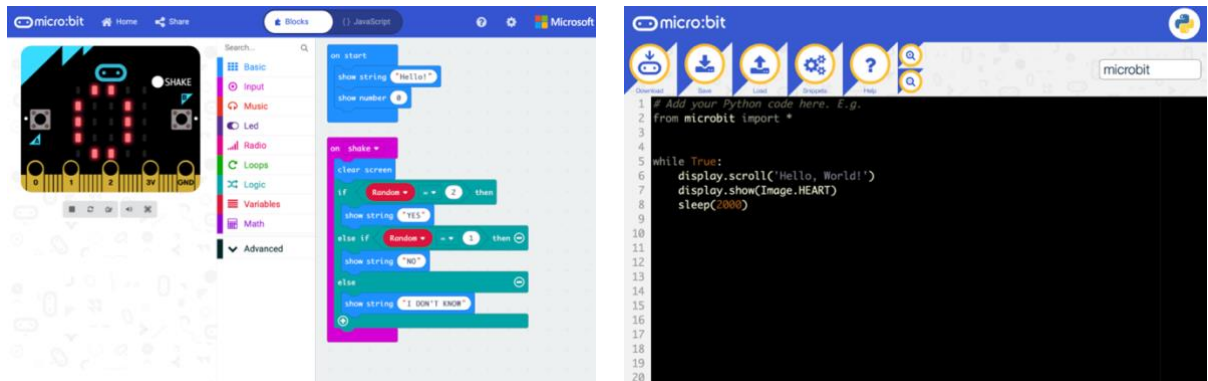 micro:bit Home Share Blocks {} JavaScript ? Microsoft
SHAKE
0 1 2 3V GND
Search...
Basic
Input
Music
Led
Radio
Loops
Logic
Variables
Math
Advanced
on start
show string "Hello!"
show number 0
on shake
clear screen
if Random = 2 then
show string "YES"
else if Random = 1 then
show string "NO"
else
show string "I DON'T KNOW"
micro:bit
Download Save Load Snippets Help
microbit
1 # Add your Python code here. E.g.
2 from microbit import *
3
4
5 while True:
6 display.scroll('Hello, World!')
7 display.show(Image.HEART)
8 sleep(2000)
9
10
11
12
13
14
15
16
17
18
19
20